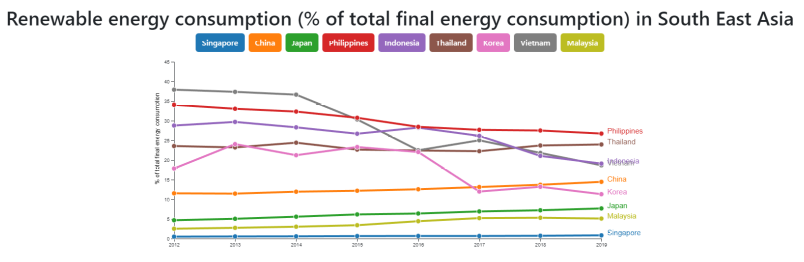 Renewable energy consumption (% of total final energy consumption) in South East Asia
Singapore China Japan Philippines Indonesia Thailand Korea Vietnam Malaysia
% of total final energy consumption
45
40
35
30
25
20
15
10
5
0
2012 2013 2014 2015 2016 2017 2018 2019
Philippines
Thailand
Indonesia
Vietnam
China
Korea
Japan
Malaysia
Singapore